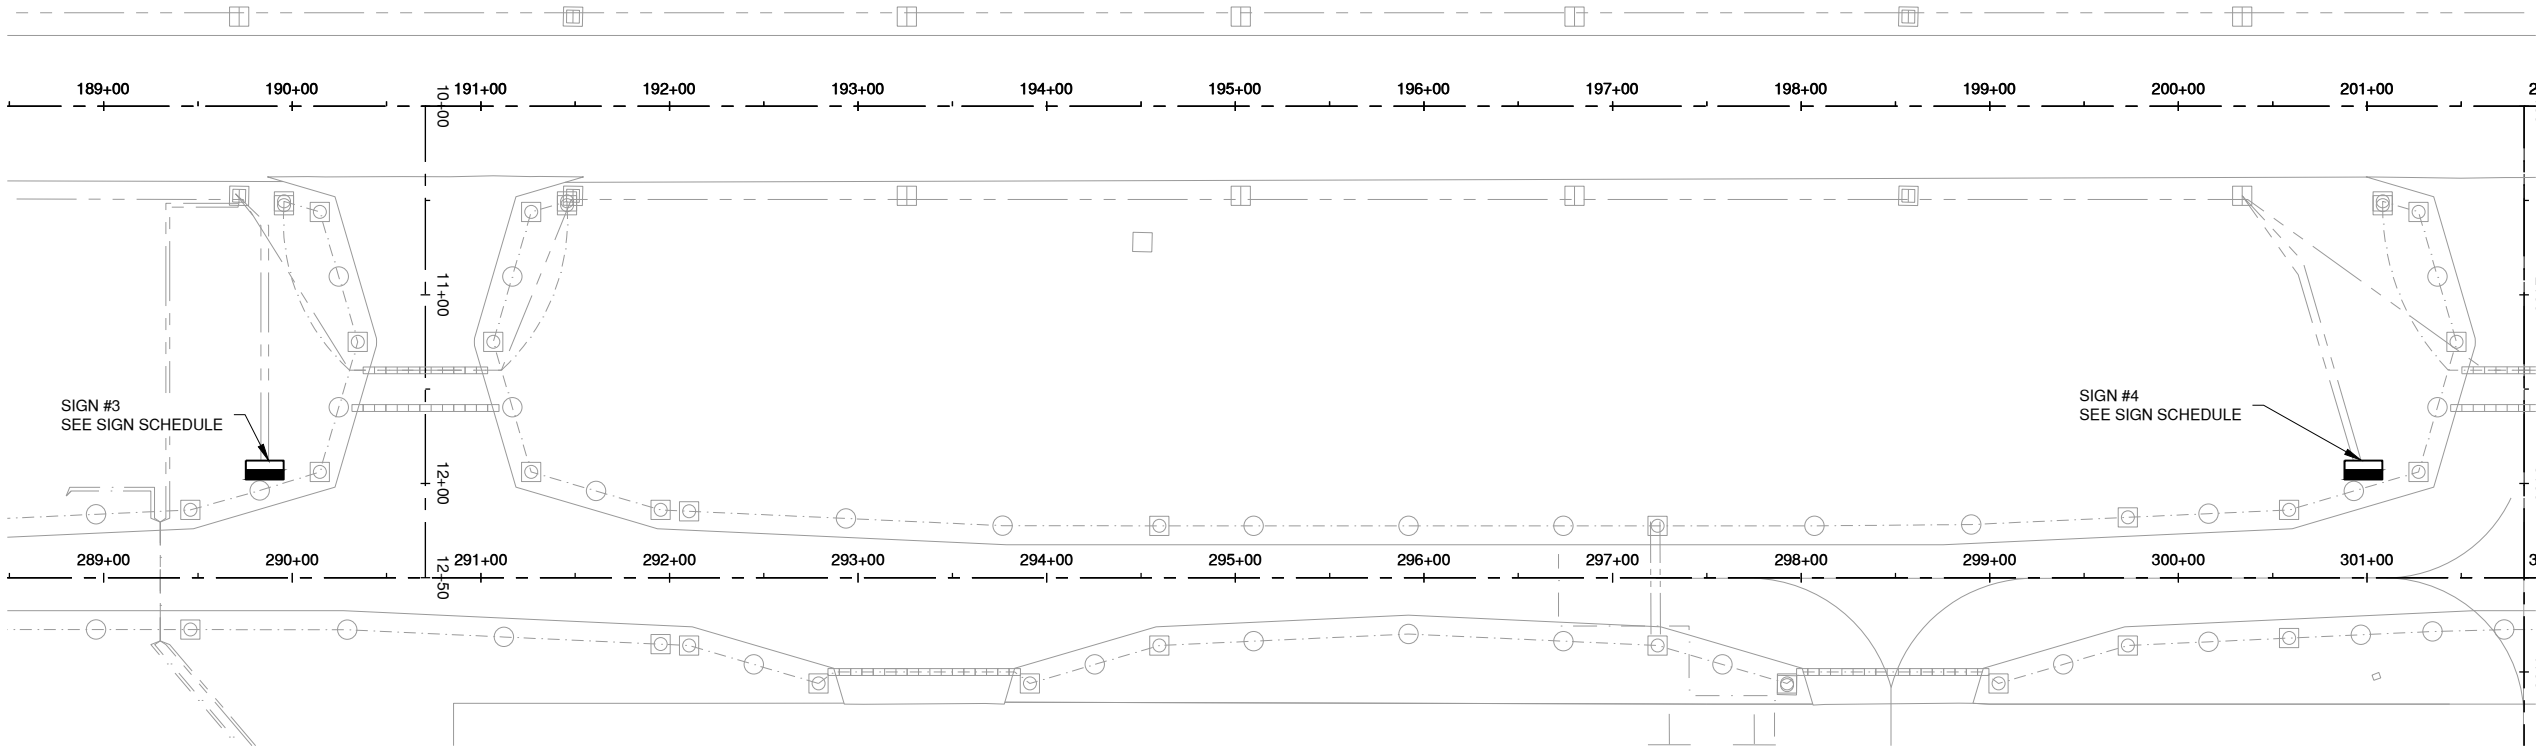 189+00 190+00 191+00 192+00 193+00 194+00 195+00 196+00 197+00 198+00 199+00 200+00 201+00 2
10+00
11+00
SIGN #3
SEE SIGN SCHEDULE
SIGN #4
SEE SIGN SCHEDULE
12+00
12+50
289+00 290+00 291+00 292+00 293+00 294+00 295+00 296+00 297+00 298+00 299+00 300+00 301+00 3